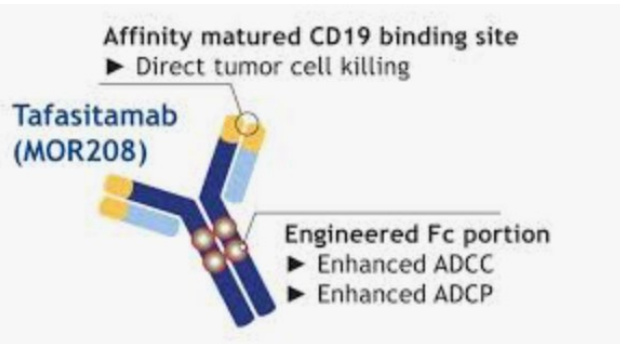 Affinity matured CD19 binding site
► Direct tumor cell killing
Tafasitamab
(MOR208)
Engineered Fc portion
► Enhanced ADCC
► Enhanced ADCP